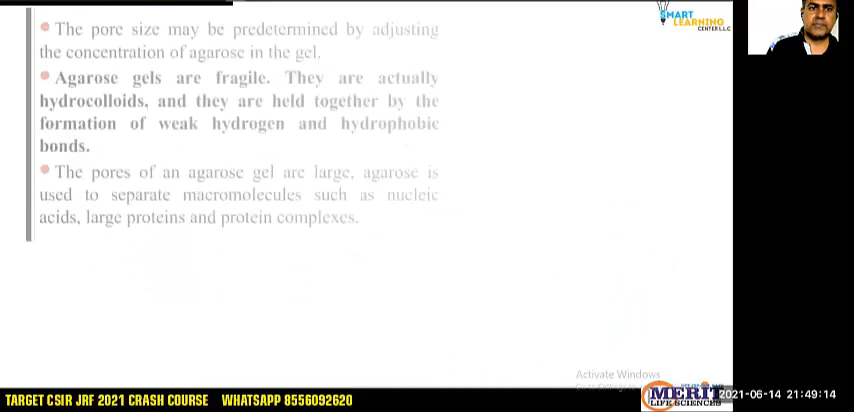 The pore size may be predetermined by adjusting
the concentration of agarose in the gel.
Agarose gels are fragile. They are actually
hydrocolloids, and they are held together by the
formation of weak hydrogen and hydrophobic
bonds.
The pores of an agarose gel are large, agarose is
used to separate macromolecules such as nucleic
acids, large proteins and protein complexes.
SMART
LEARNING
CENTER L.L.C
Activate Windows
MERIT
LIFE SCIENCES
2021-06-14 21:49:14
TARGET CSIR JRF 2021 CRASH COURSE WHATSAPP 8556092620